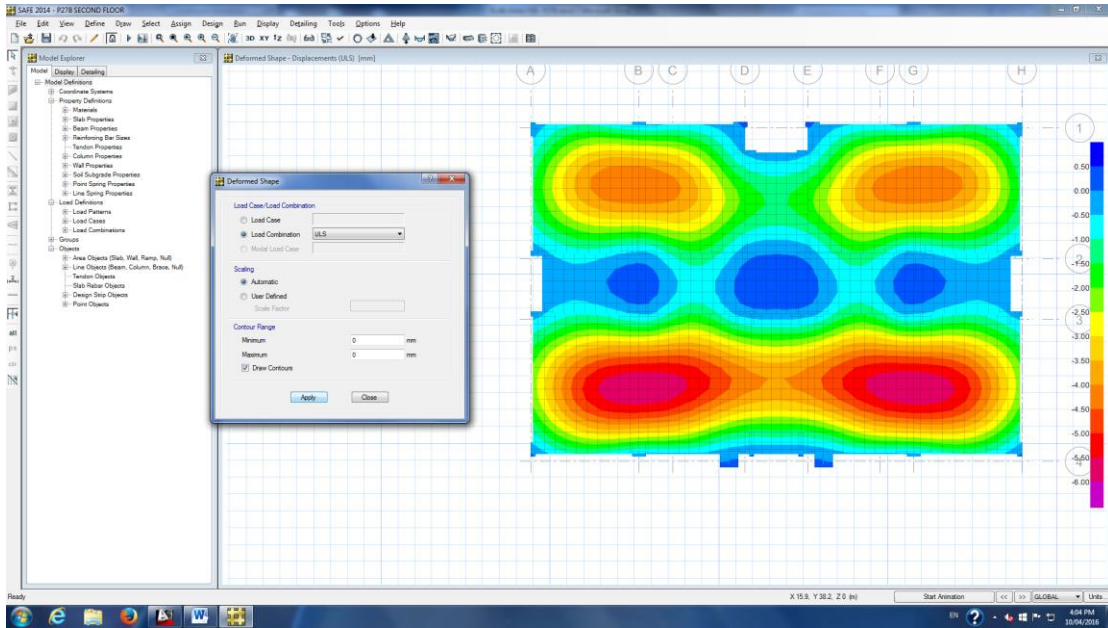 SAFE 2014 - P278 SECOND FLOOR
File Edit View Define Draw Select Assign Design Run Display Detailing Tools Options Help
3D XY
Model Explorer
Model Display Detailing
Model Definitions
Coordinate Systems
Property Definitions
Materials
Slab Properties
Beam Properties
Reinforcing Bar Sizes
Tendon Properties
Column Properties
Wall Properties
Soil Subgrade Properties
Point Spring Properties
Line Spring Properties
Load Definitions
Load Patterns
Load Cases
Load Combinations
Groups
Objects
Area Objects (Slab, Wall, Ramp, Null)
Line Objects (Beam, Column, Brace, Null)
Tendon Objects
Slab Rebar Objects
Design Strip Objects
Point Objects
all
Deformed Shape - Displacements (ULS) [mm]
A B C D E F G H
1
2
3
4
0.50
0.00
-0.50
-1.00
-1.50
-2.00
-2.50
-3.00
-3.50
-4.00
-4.50
-5.00
-5.50
-6.00
Deformed Shape
Load Case/Load Combination
Load Case
Load Combination ULS
Modal Load Case
Scaling
Automatic
User Defined
Scale Factor
Contour Range
Minimum 0 mm
Maximum 0 mm
Draw Contours
Apply Close
Ready
X 15.9, Y 38.2, Z 0 (m) Start Animation << >> GLOBAL Units...
EN 4:04 PM
10/04/2016